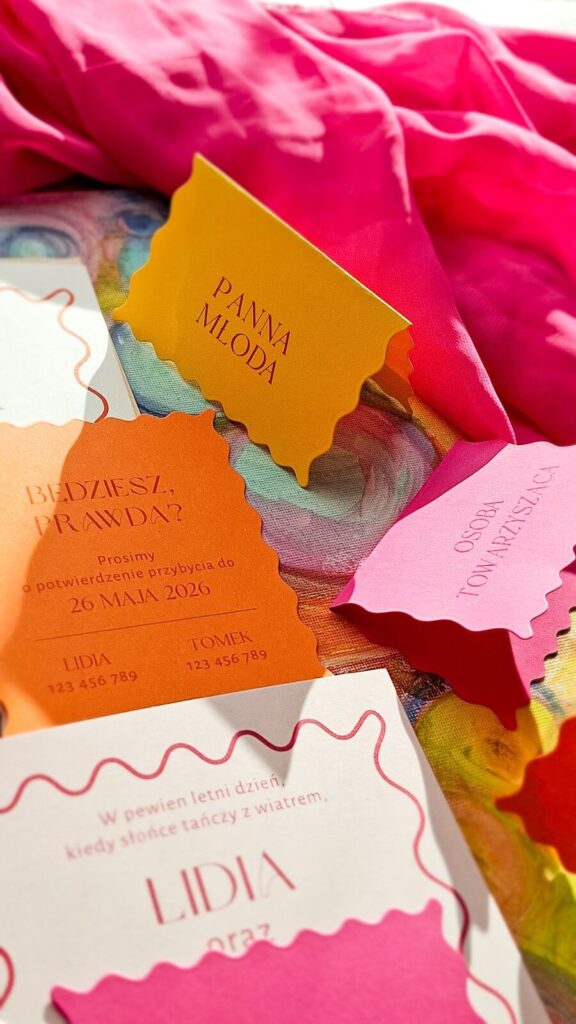 PANNA
MŁODA
OSOBA
TOWARZYSZĄCA
BĘDZIESZ,
PRAWDA?
Prosimy
o potwierdzenie przybycia do
26 MAJA 2026
LIDIA
123 456 789
TOMEK
123 456 789
W pewien letni dzień,
kiedy słońce tańczy z wiatrem,
LIDIA
oraz